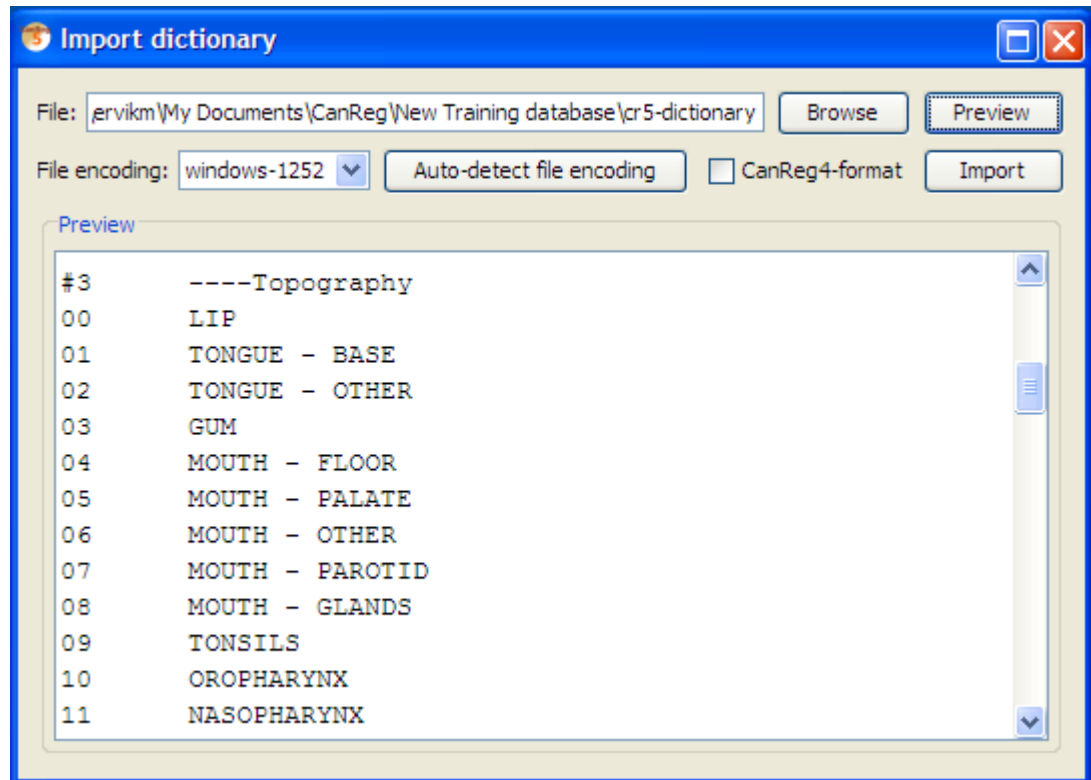 Import dictionary
File: ervikm\My Documents\CanReg\New Training database\cr5-dictionary Browse Preview
File encoding: windows-1252 Auto-detect file encoding CanReg4-format Import
Preview
#3 ----Topography
00 LIP
01 TONGUE - BASE
02 TONGUE - OTHER
03 GUM
04 MOUTH - FLOOR
05 MOUTH - PALATE
06 MOUTH - OTHER
07 MOUTH - PAROTID
08 MOUTH - GLANDS
09 TONSILS
10 OROPHARYNX
11 NASOPHARYNX